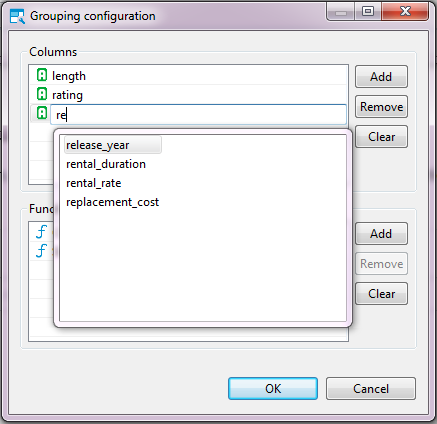 Grouping configuration
Columns
length
rating
re
Add
Remove
Clear
release_year
rental_duration
rental_rate
replacement_cost
Func
Add
Remove
Clear
OK
Cancel